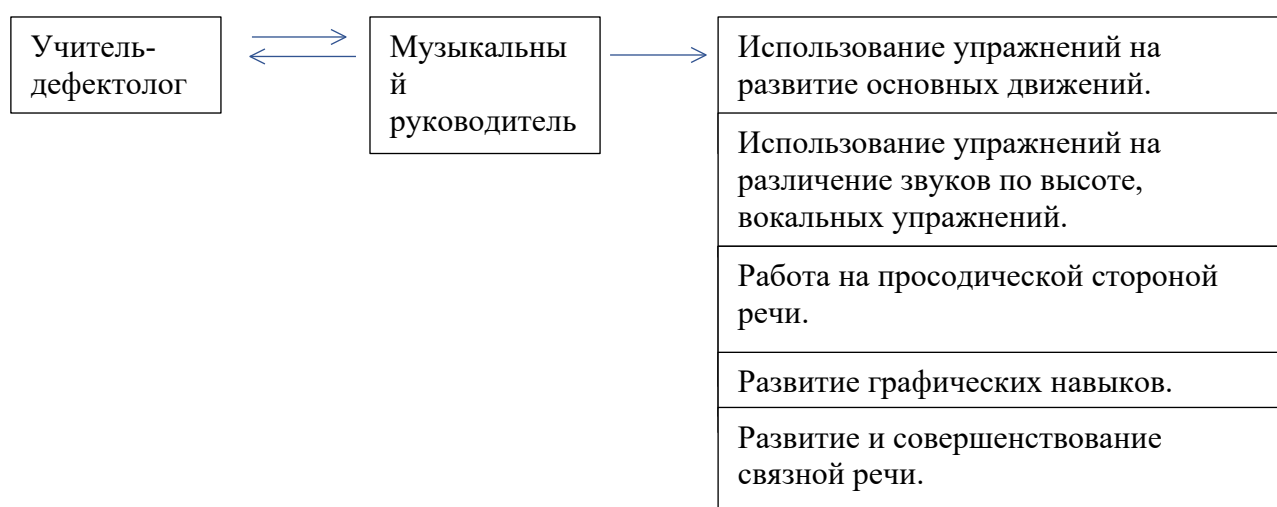 Учитель-
дефектолог
Музыкальны
й
руководитель
Использование упражнений на
развитие основных движений.
Использование упражнений на
различение звуков по высоте,
вокальных упражнений.
Работа на просодической стороной
речи.
Развитие графических навыков.
Развитие и совершенствование
связной речи.